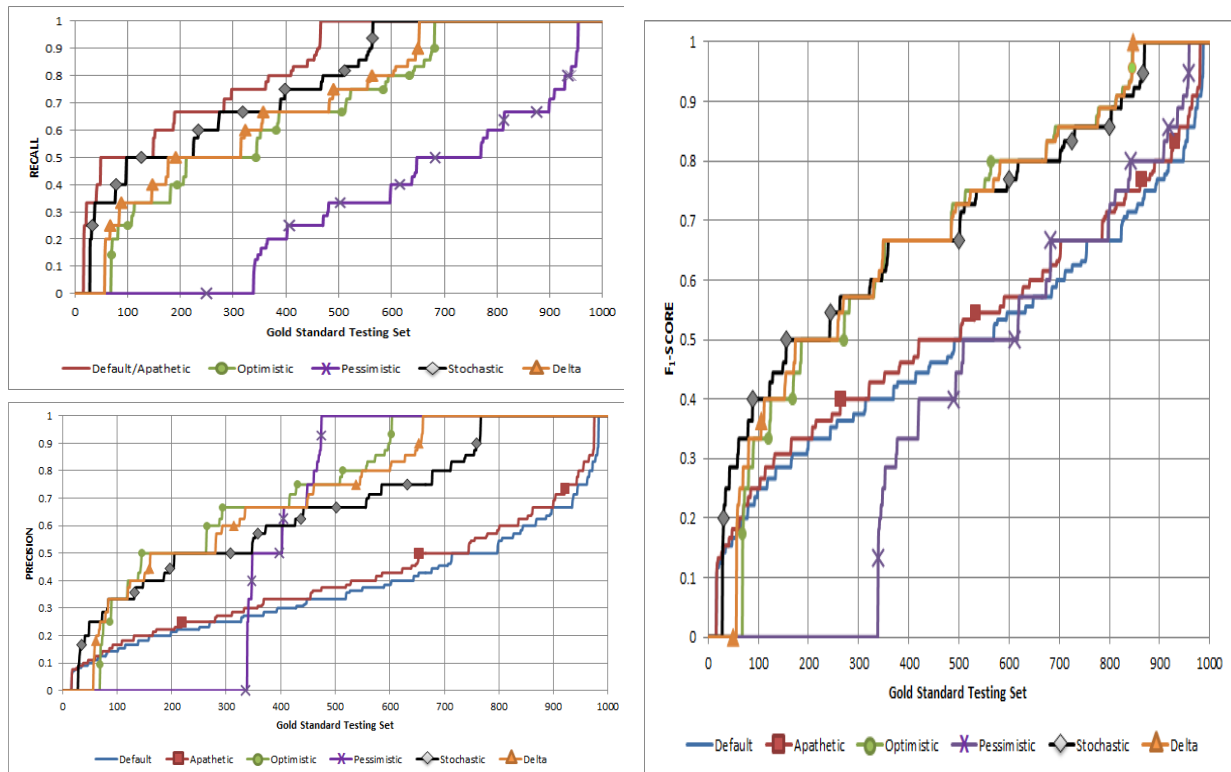 RECALL
1
0.9
0.8
0.7
0.6
0.5
0.4
0.3
0.2
0.1
0
0 100 200 300 400 500 600 700 800 900 1000
Gold Standard Testing Set
Default/Apathetic Optimistic Pessimistic Stochastic Delta
PRECISION
1
0.9
0.8
0.7
0.6
0.5
0.4
0.3
0.2
0.1
0
0 100 200 300 400 500 600 700 800 900 1000
Gold Standard Testing Set
Default Apathetic Optimistic Pessimistic Stochastic Delta
F₁-SCORE
1
0.9
0.8
0.7
0.6
0.5
0.4
0.3
0.2
0.1
0
0 100 200 300 400 500 600 700 800 900 1000
Gold Standard Testing Set
Default Apathetic Optimistic Pessimistic Stochastic Delta